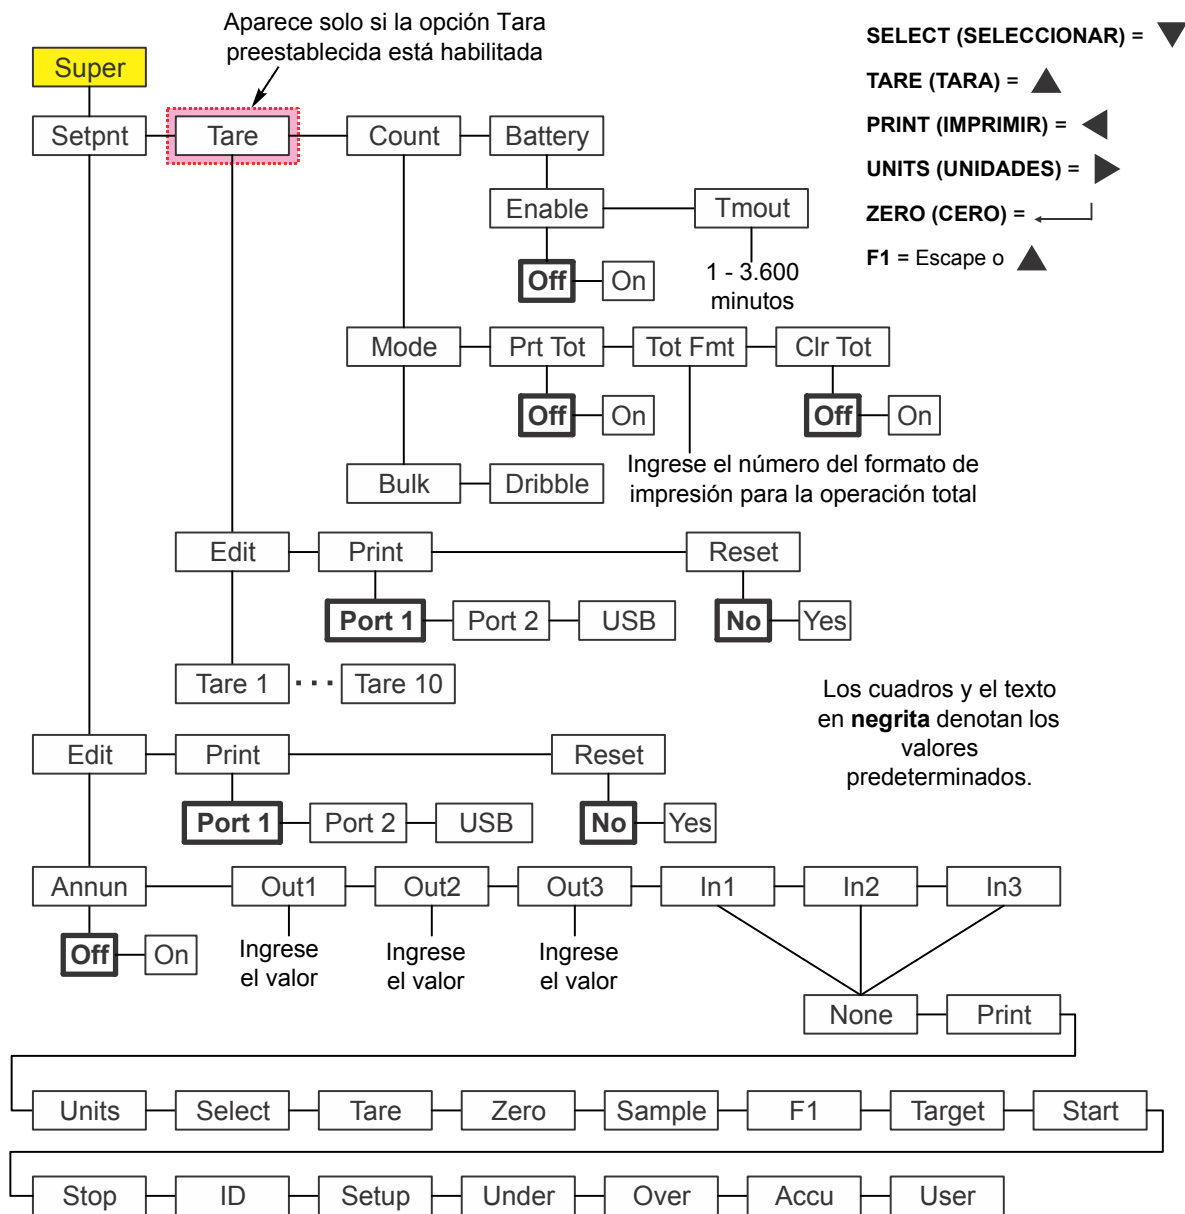 Aparece solo si la opción Tara
preestablecida está habilitada
SELECT (SELECCIONAR) =
TARE (TARA) =
PRINT (IMPRIMIR) =
UNITS (UNIDADES) =
ZERO (CERO) =
F1 = Escape o
Super
Setpnt Tare Count Battery
Enable Tmout
Off On
1 - 3.600
minutos
Mode Prt Tot Tot Fmt Clr Tot
Off On Off On
Ingrese el número del formato de
impresión para la operación total
Bulk Dribble
Edit Print Reset
Port 1 Port 2 USB No Yes
Tare 1 ··· Tare 10
Los cuadros y el texto
en negrita denotan los
valores
predeterminados.
Edit Print Reset
Port 1 Port 2 USB No Yes
Annun Out1 Out2 Out3 In1 In2 In3
Off On
Ingrese
el valor
Ingrese
el valor
Ingrese
el valor
None Print
Units Select Tare Zero Sample F1 Target Start
Stop ID Setup Under Over Accu User